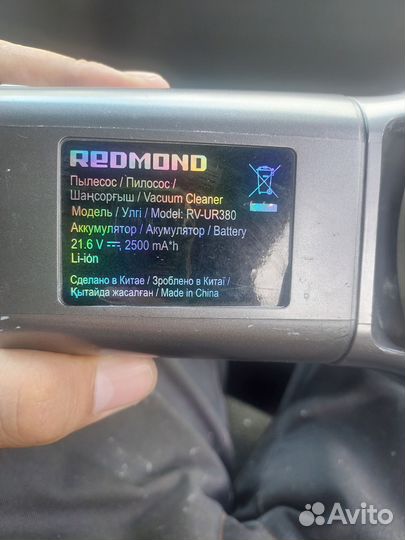 REDMOND
Пылесос / Пилосос /
Шаңсорғыш / Vacuum Cleaner
Модель / Улгі / Model: RV-UR380
Аккумулятор / Акумулятор / Battery
21.6 V ⎓, 2500 mA*h
Li-ion
Сделано в Китае / Зроблено в Китаї /
Қытайда жасалған / Made in China
Avito